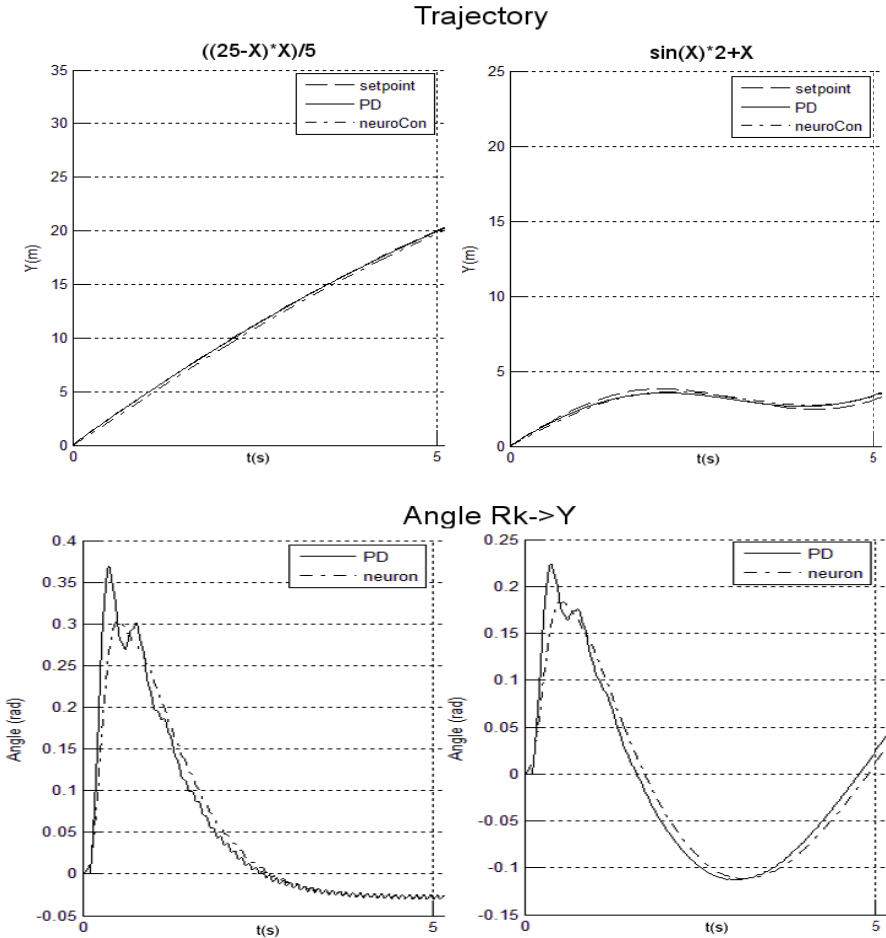 Trajectory
((25-X)*X)/5
35
30
25
20
15
10
5
0
Y(m)
0
t(s)
5
setpoint
PD
neuroCon
sin(X)*2+X
25
20
15
10
5
0
Y(m)
0
t(s)
5
setpoint
PD
neuroCon
Angle Rk->Y
0.4
0.35
0.3
0.25
0.2
0.15
0.1
0.05
0
-0.05
Angle (rad)
0
t(s)
5
PD
neuron
0.25
0.2
0.15
0.1
0.05
0
-0.05
-0.1
-0.15
Angle (rad)
0
t(s)
5
PD
neuron